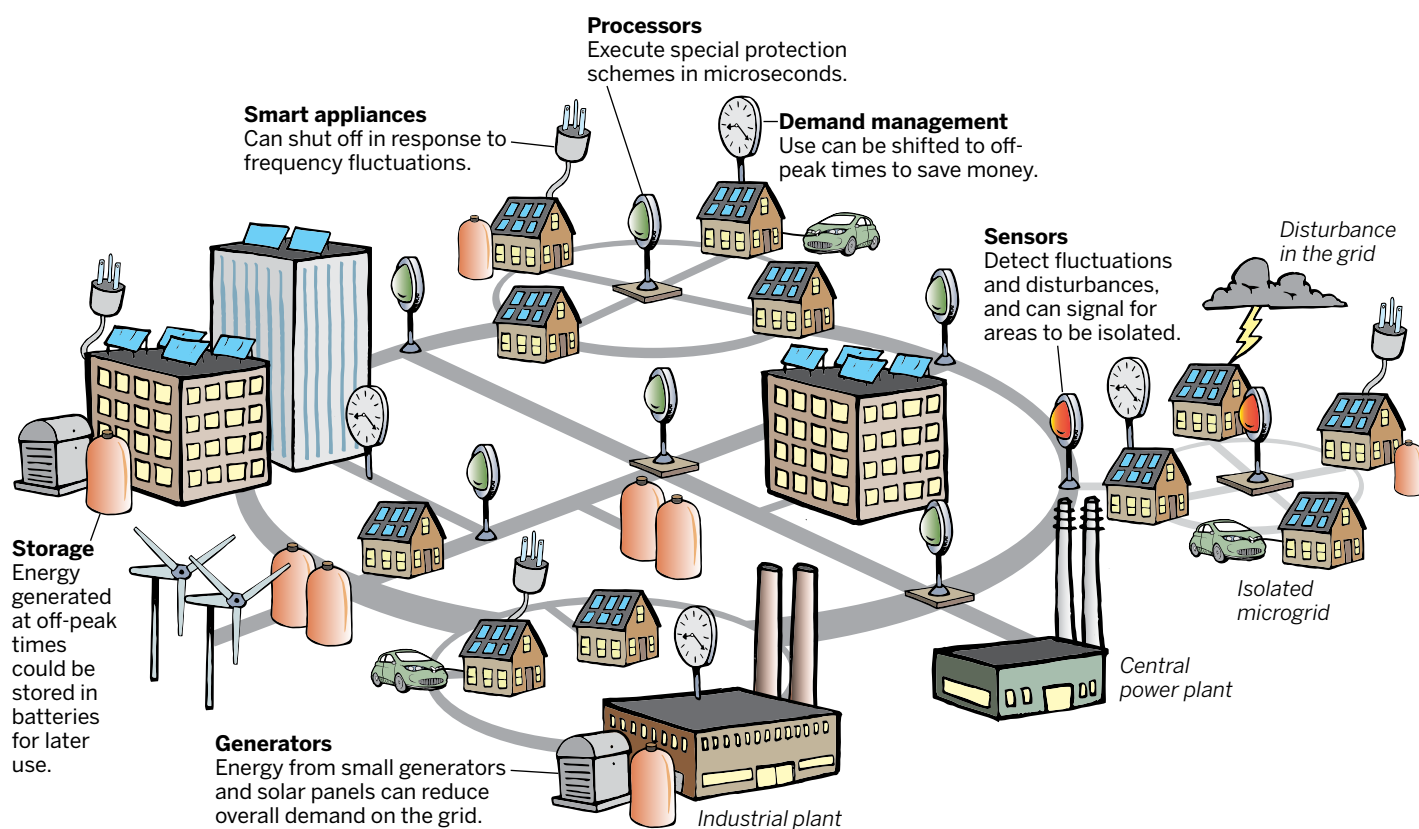 Processors
Execute special protection
schemes in microseconds.
Smart appliances
Can shut off in response to
frequency fluctuations.
Demand management
Use can be shifted to off-
peak times to save money.
Sensors
Detect fluctuations
and disturbances,
and can signal for
areas to be isolated.
Disturbance
in the grid
Storage
Energy
generated
at off-peak
times
could be
stored in
batteries
for later
use.
Isolated
microgrid
Central
power plant
Generators
Energy from small generators
and solar panels can reduce
overall demand on the grid.
Industrial plant